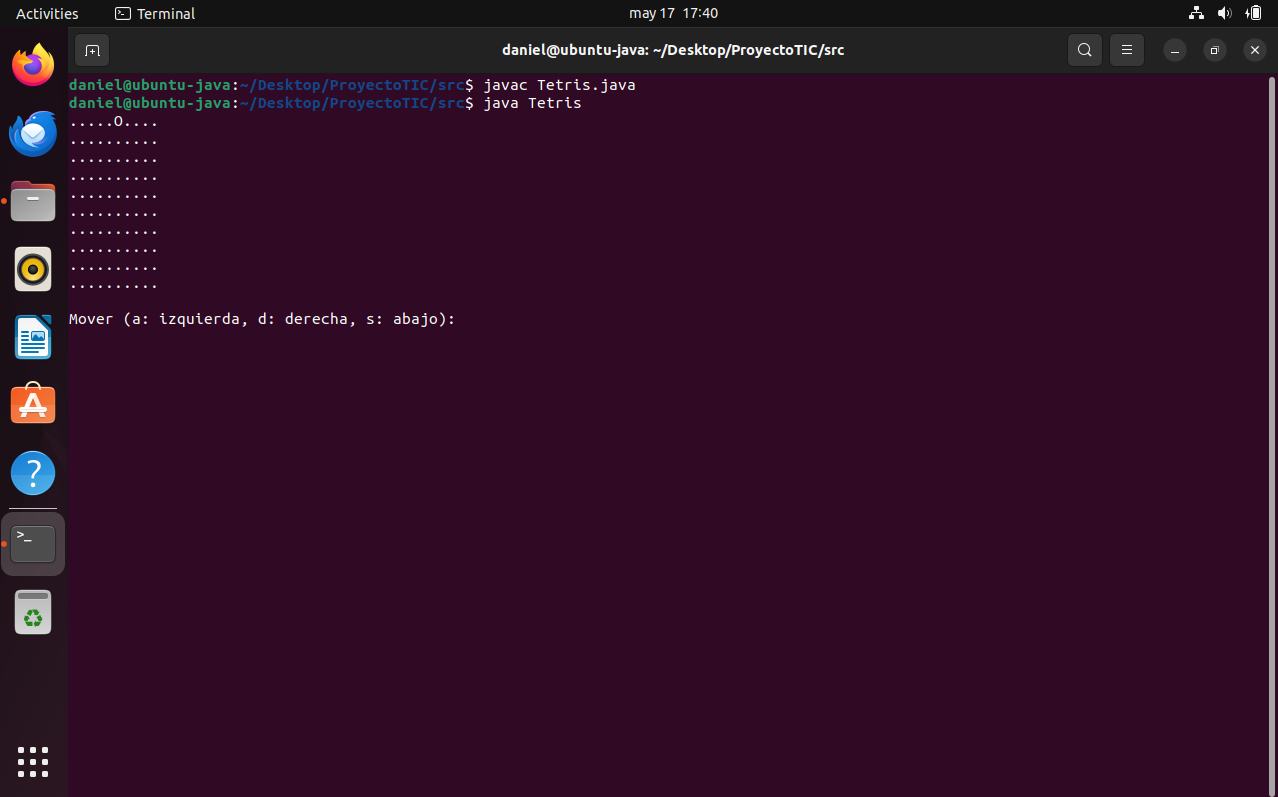 Activities Terminal may 17 17:40
daniel@ubuntu-java: ~/Desktop/ProyectoTIC/src
daniel@ubuntu-java:~/Desktop/ProyectoTIC/src$ javac Tetris.java
daniel@ubuntu-java:~/Desktop/ProyectoTIC/src$ java Tetris
.....O....
..........
..........
..........
..........
..........
..........
..........
..........
..........
Mover (a: izquierda, d: derecha, s: abajo):